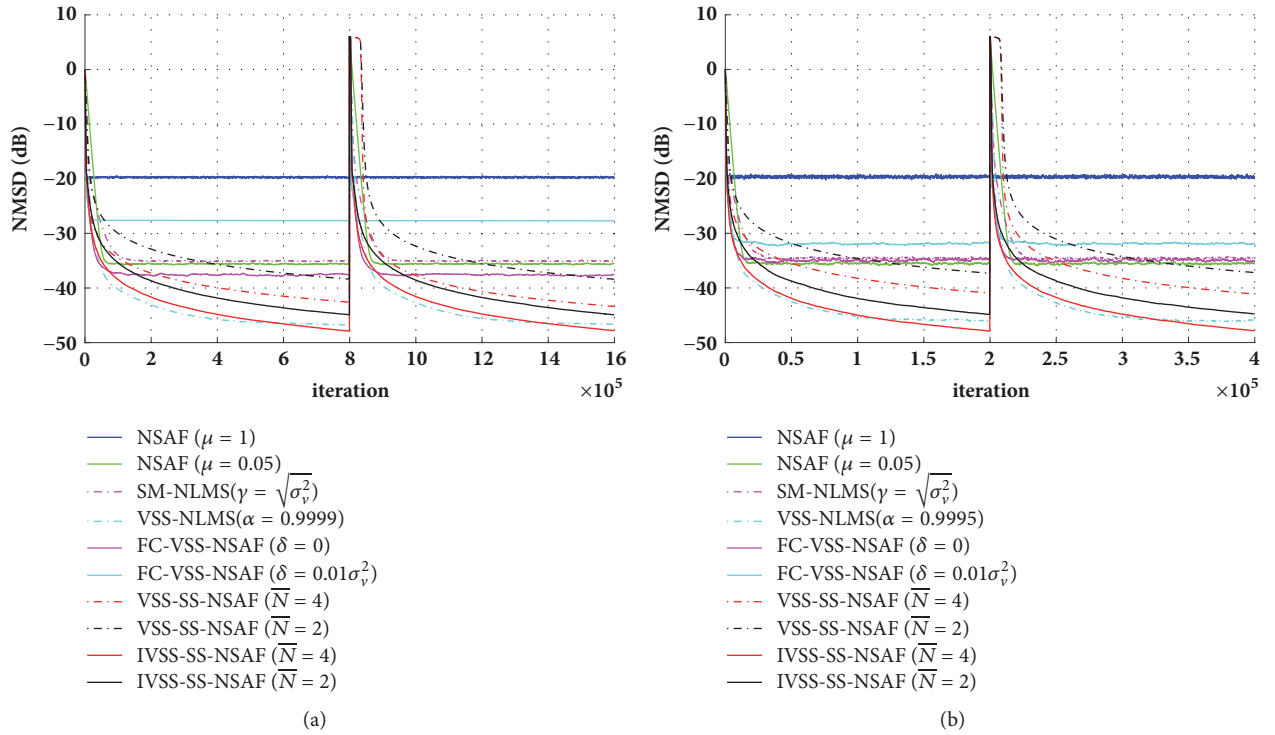 10
0
−10
−20
−30
−40
−50
NMSD (dB)
0 2 4 6 8 10 12 14 16
iteration ×10⁵
NSAF (μ = 1)
NSAF (μ = 0.05)
SM-NLMS(γ = √σᵥ²)
VSS-NLMS(α = 0.9999)
FC-VSS-NSAF (δ = 0)
FC-VSS-NSAF (δ = 0.01σᵥ²)
VSS-SS-NSAF (N̅ = 4)
VSS-SS-NSAF (N̅ = 2)
IVSS-SS-NSAF (N̅ = 4)
IVSS-SS-NSAF (N̅ = 2)
(a)
10
0
−10
−20
−30
−40
−50
NMSD (dB)
0 0.5 1 1.5 2 2.5 3 3.5 4
iteration ×10⁵
NSAF (μ = 1)
NSAF (μ = 0.05)
SM-NLMS(γ = √σᵥ²)
VSS-NLMS(α = 0.9995)
FC-VSS-NSAF (δ = 0)
FC-VSS-NSAF (δ = 0.01σᵥ²)
VSS-SS-NSAF (N̅ = 4)
VSS-SS-NSAF (N̅ = 2)
IVSS-SS-NSAF (N̅ = 4)
IVSS-SS-NSAF (N̅ = 2)
(b)